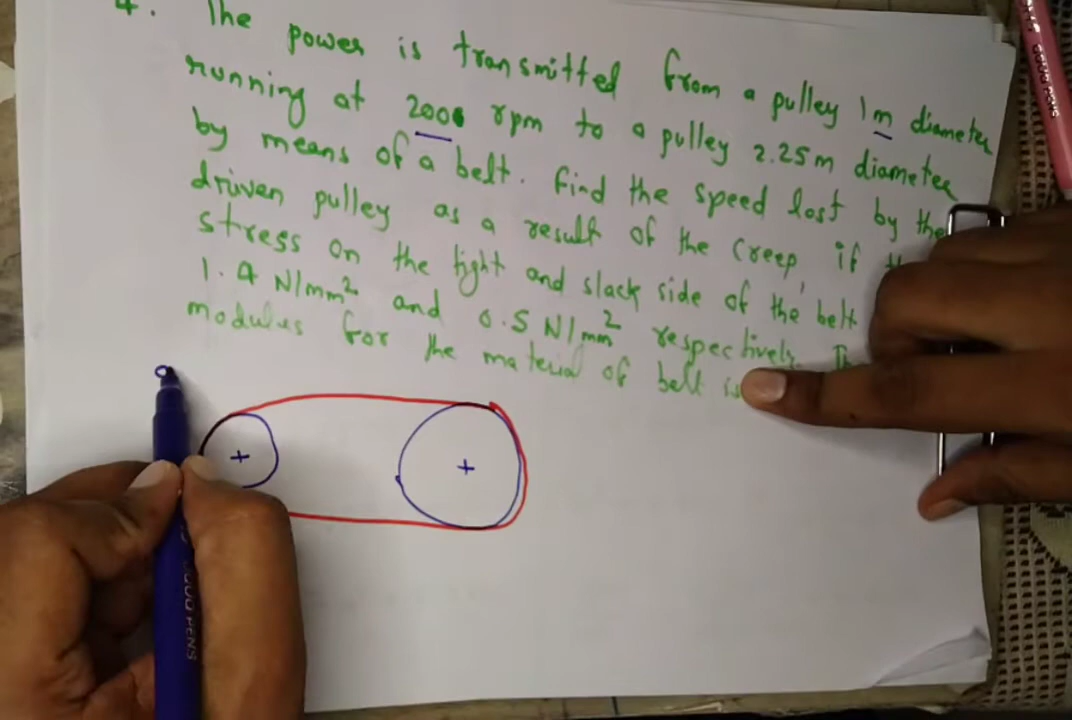 4. The power is transmitted from a pulley 1m diameter
running at 200 rpm to a pulley 2.25m diameter
by means of a belt. find the speed lost by the
driven pulley as a result of the creep, if
stress on the tight and slack side of the belt
1.4 N/mm² and 0.5 N/mm² respectively.
modulus for the material of belt is